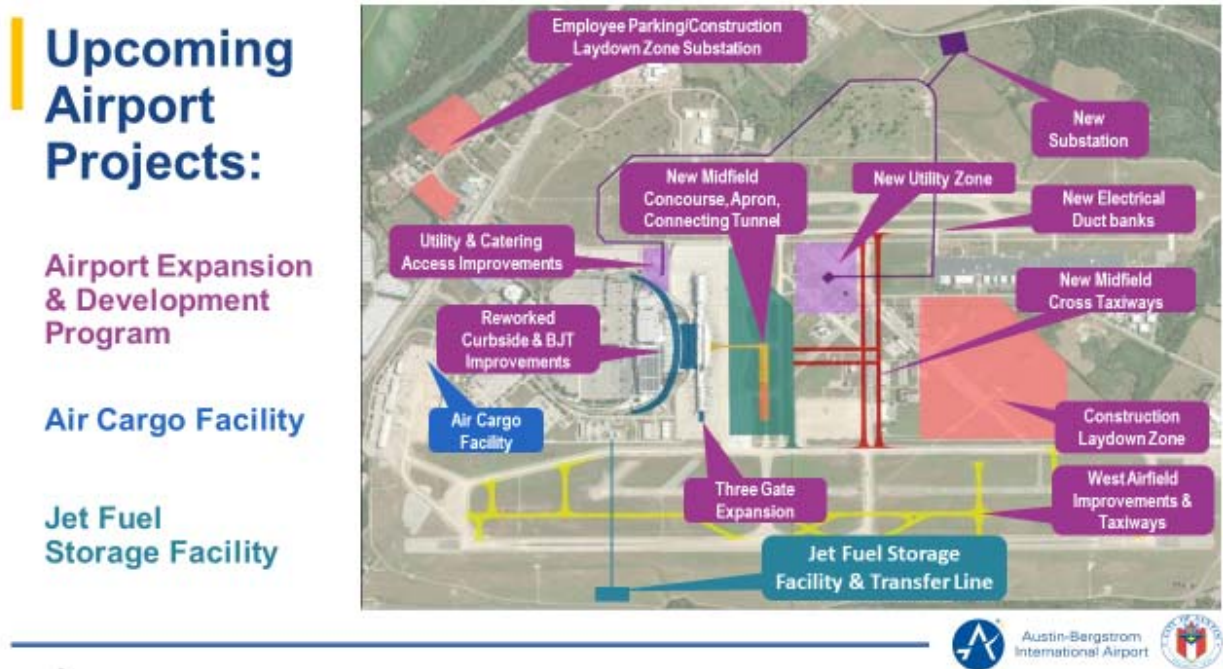 Upcoming
Airport
Projects:
Airport Expansion
& Development
Program
Air Cargo Facility
Jet Fuel
Storage Facility
Employee Parking/Construction
Laydown Zone Substation
New
Substation
New Midfield
Concourse, Apron,
Connecting Tunnel
New Utility Zone
New Electrical
Duct banks
Utility & Catering
Access Improvements
New Midfield
Cross Taxiways
Reworked
Curbside & BJT
Improvements
Air Cargo
Facility
Construction
Laydown Zone
Three Gate
Expansion
West Airfield
Improvements &
Taxiways
Jet Fuel Storage
Facility & Transfer Line
Austin-Bergstrom
International Airport